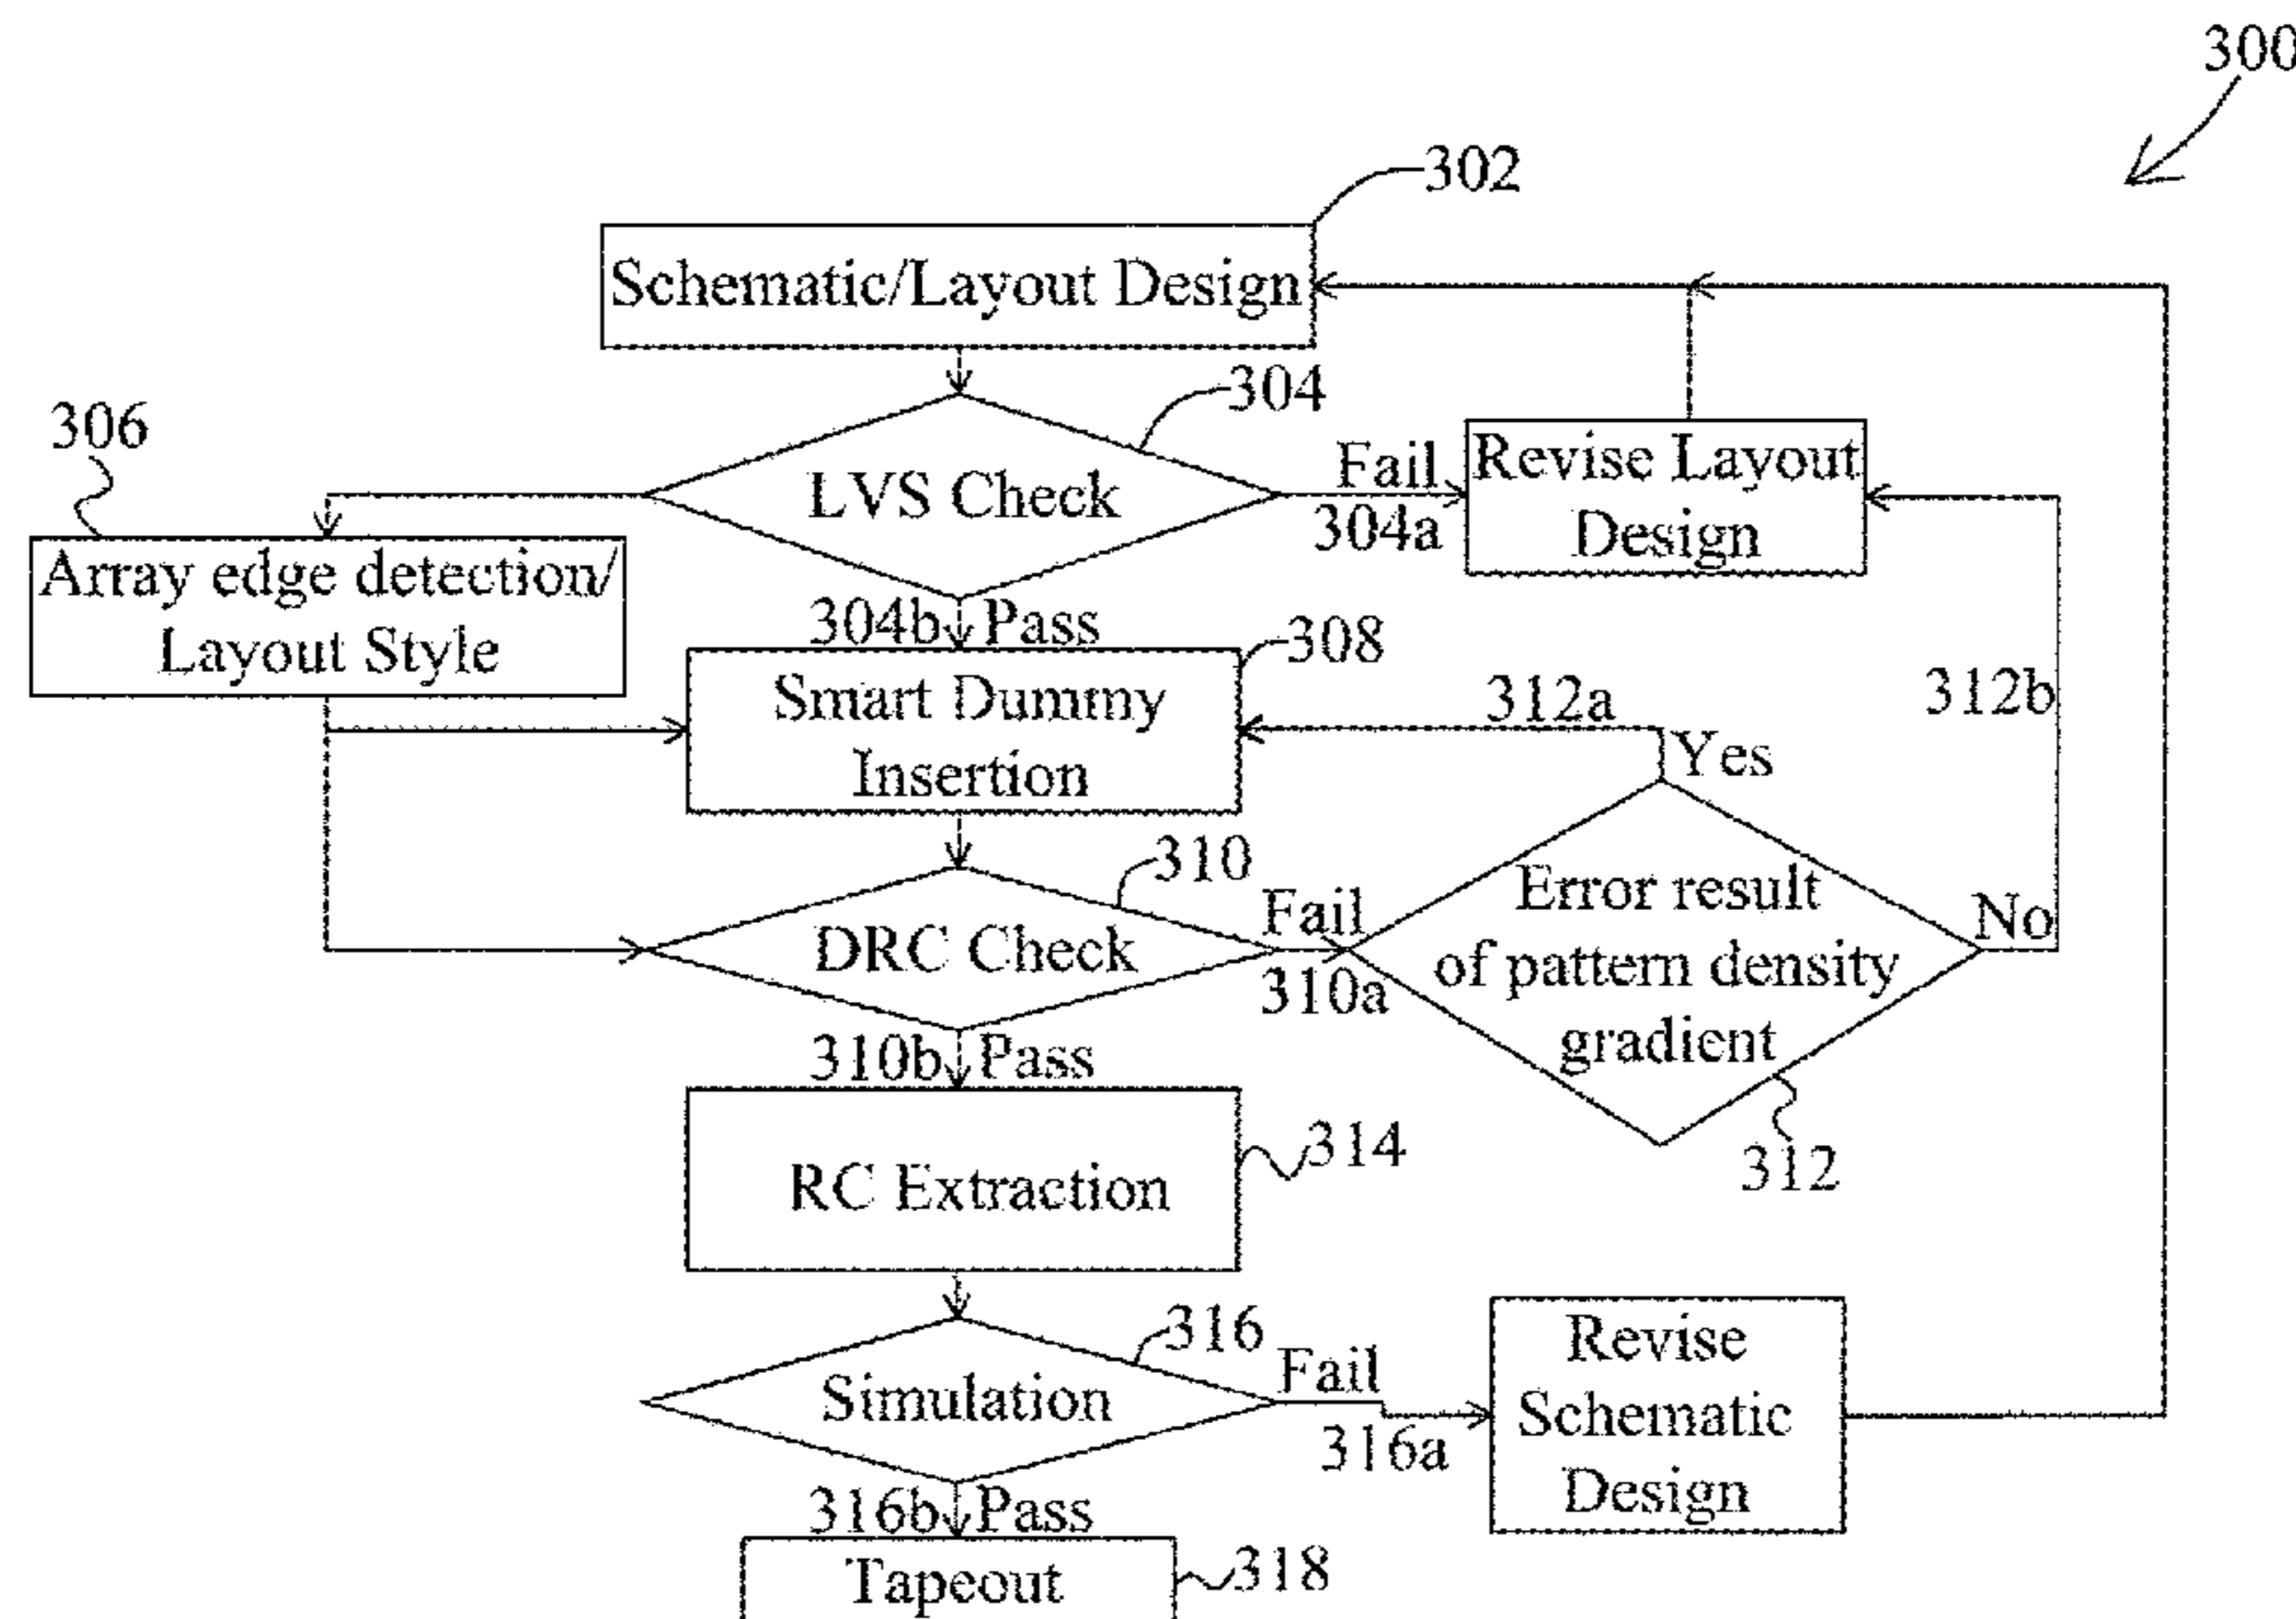 300
302
Schematic/Layout Design
304
306
LVS Check
Fail
304a
Revise Layout
Design
Array edge detection/
Layout Style
304b Pass
308
Smart Dummy
Insertion
312a
Yes
312b
310
DRC Check
Fail
310a
Error result
of pattern density
gradient
No
310b Pass
312
314
RC Extraction
316
Simulation
Fail
316a
Revise
Schematic
Design
316b Pass
Tapeout
318